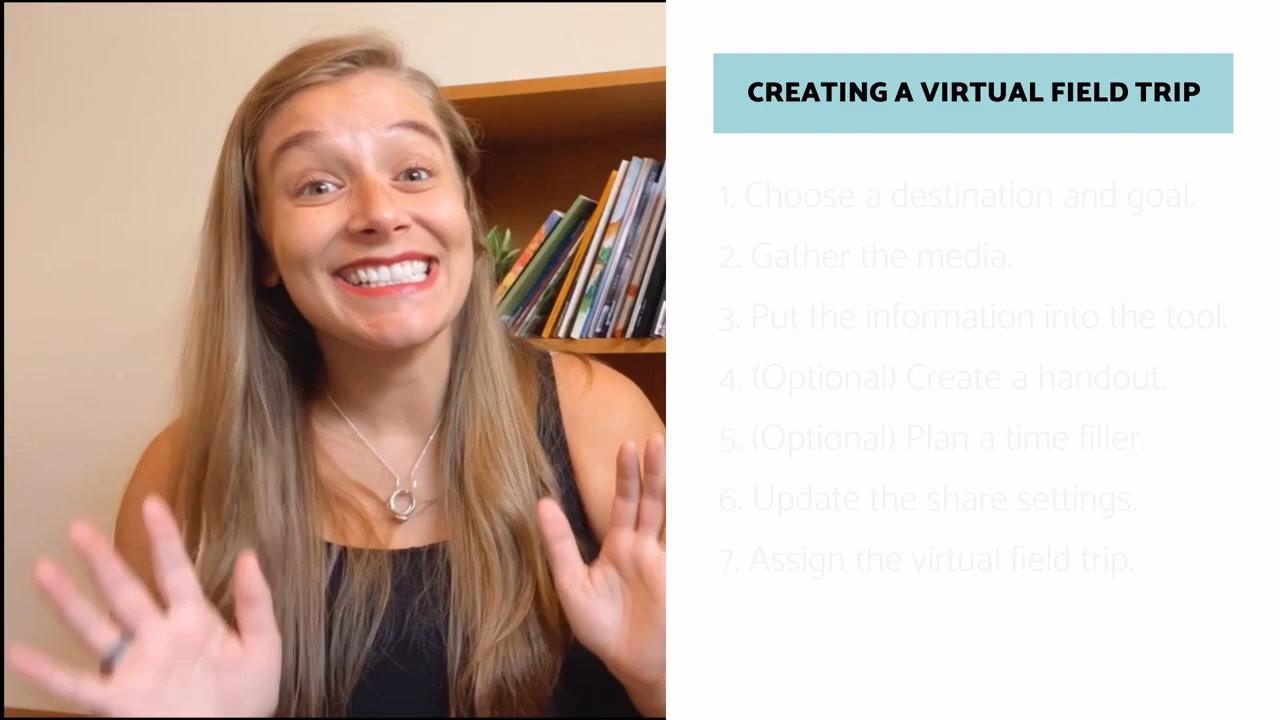 CREATING A VIRTUAL FIELD TRIP
1. Choose a destination and goal.
2. Gather the media.
3. Put the information into the tool.
4. (Optional) Create a handout.
5. (Optional) Plan a time filler.
6. Update the share settings.
7. Assign the virtual field trip.